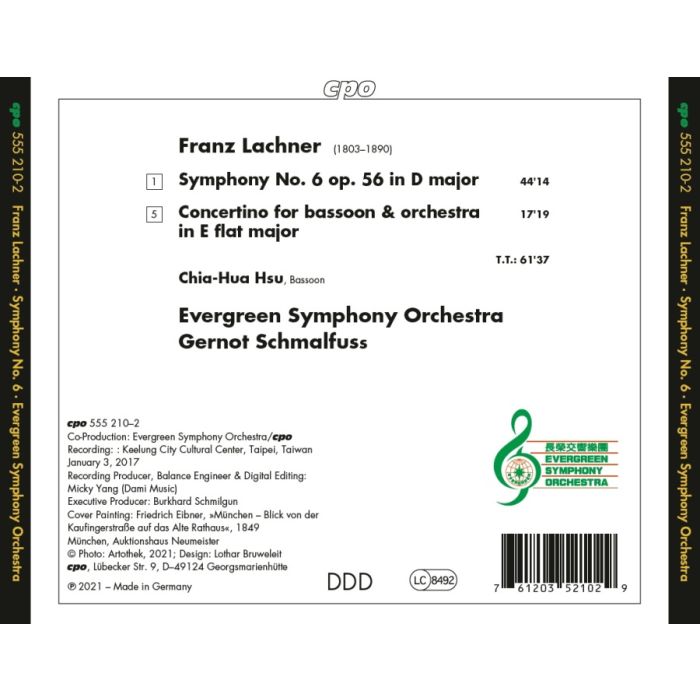 cpo
cpo 555 210-2 Franz Lachner · Symphony No. 6 · Evergreen Symphony Orchestra
Franz Lachner (1803–1890)
1 Symphony No. 6 op. 56 in D major 44'14
5 Concertino for bassoon & orchestra 17'19
in E flat major
T.T.: 61'37
Chia-Hua Hsu, Bassoon
Evergreen Symphony Orchestra
Gernot Schmalfuss
cpo 555 210–2
Co-Production: Evergreen Symphony Orchestra/cpo
Recording: : Keelung City Cultural Center, Taipei, Taiwan
January 3, 2017
Recording Producer, Balance Engineer & Digital Editing:
Micky Yang (Dami Music)
Executive Producer: Burkhard Schmilgun
Cover Painting: Friedrich Eibner, »München – Blick von der
Kaufingerstraße auf das Alte Rathaus«, 1849
München, Auktionshaus Neumeister
© Photo: Artothek, 2021; Design: Lothar Bruweleit
cpo, Lübecker Str. 9, D–49124 Georgsmarienhütte
℗ 2021 – Made in Germany
長榮交響樂團
EVERGREEN
SYMPHONY
ORCHESTRA
EVERGREEN
DDD
LC 8492
7 61203 52102 9
cpo 555 210-2 Franz Lachner · Symphony No. 6 · Evergreen Symphony Orchestra